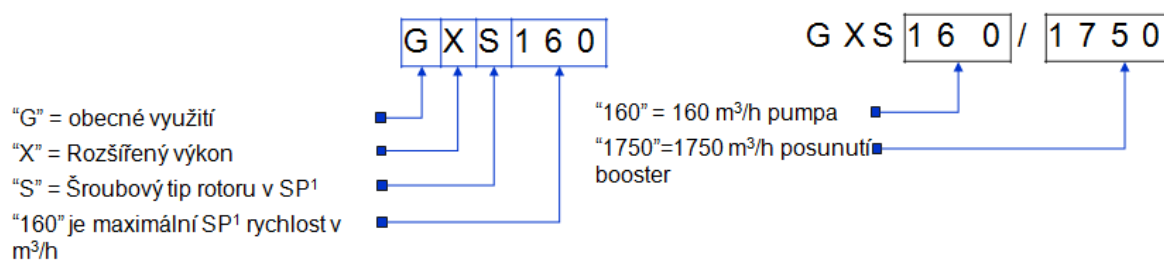 G X S 1 6 0
"G" = obecné využití
"X" = Rozšířený výkon
"S" = Šroubový tip rotoru v SP¹
"160" je maximální SP¹ rychlost v
m³/h
G X S 1 6 0 / 1 7 5 0
"160" = 160 m³/h pumpa
"1750"=1750 m³/h posunutí
booster